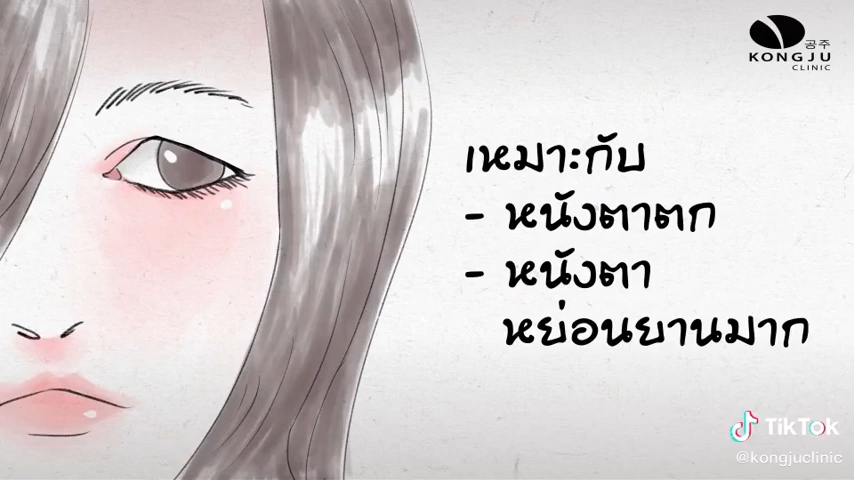 공주
KONGJU
CLINIC
เหมาะกับ
- หนังตาตก
- หนังตา
หย่อนยานมาก
TikTok
@kongjuclinic